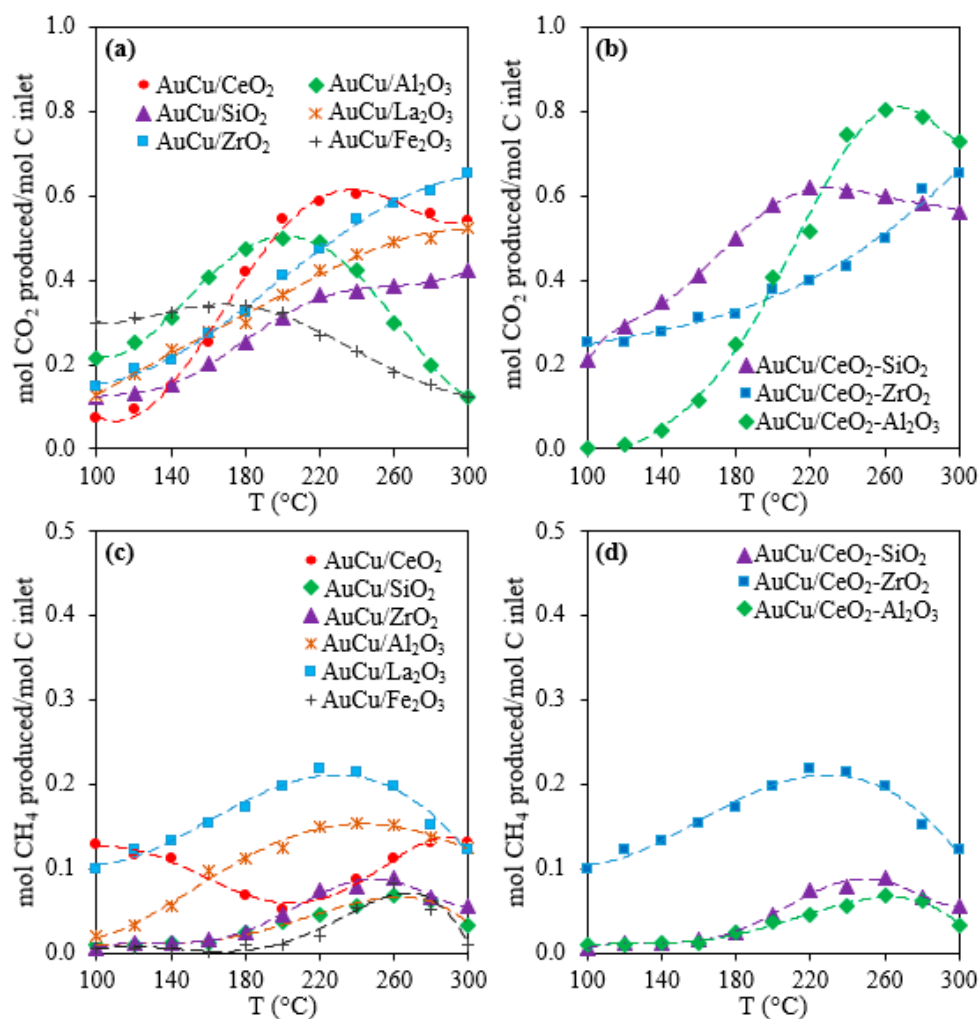 (a)
AuCu/CeO₂
AuCu/Al₂O₃
AuCu/SiO₂
AuCu/La₂O₃
AuCu/ZrO₂
AuCu/Fe₂O₃
mol CO₂ produced/mol C inlet
1.0
0.8
0.6
0.4
0.2
0.0
100 140 180 220 260 300
T (°C)
(b)
AuCu/CeO₂-SiO₂
AuCu/CeO₂-ZrO₂
AuCu/CeO₂-Al₂O₃
mol CO₂ produced/mol C inlet
1.0
0.8
0.6
0.4
0.2
0.0
100 140 180 220 260 300
T (°C)
(c)
AuCu/CeO₂
AuCu/SiO₂
AuCu/ZrO₂
AuCu/Al₂O₃
AuCu/La₂O₃
AuCu/Fe₂O₃
mol CH₄ produced/mol C inlet
0.5
0.4
0.3
0.2
0.1
0.0
100 140 180 220 260 300
T (°C)
(d)
AuCu/CeO₂-SiO₂
AuCu/CeO₂-ZrO₂
AuCu/CeO₂-Al₂O₃
mol CH₄ produced/mol C inlet
0.5
0.4
0.3
0.2
0.1
0.0
100 140 180 220 260 300
T (°C)